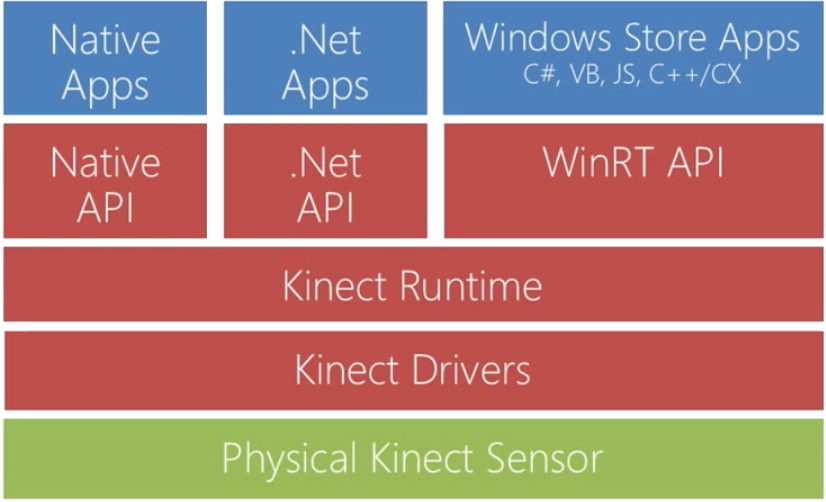 Native
Apps
.Net
Apps
Windows Store Apps
C#, VB, JS, C++/CX
Native
API
.Net
API
WinRT API
Kinect Runtime
Kinect Drivers
Physical Kinect Sensor